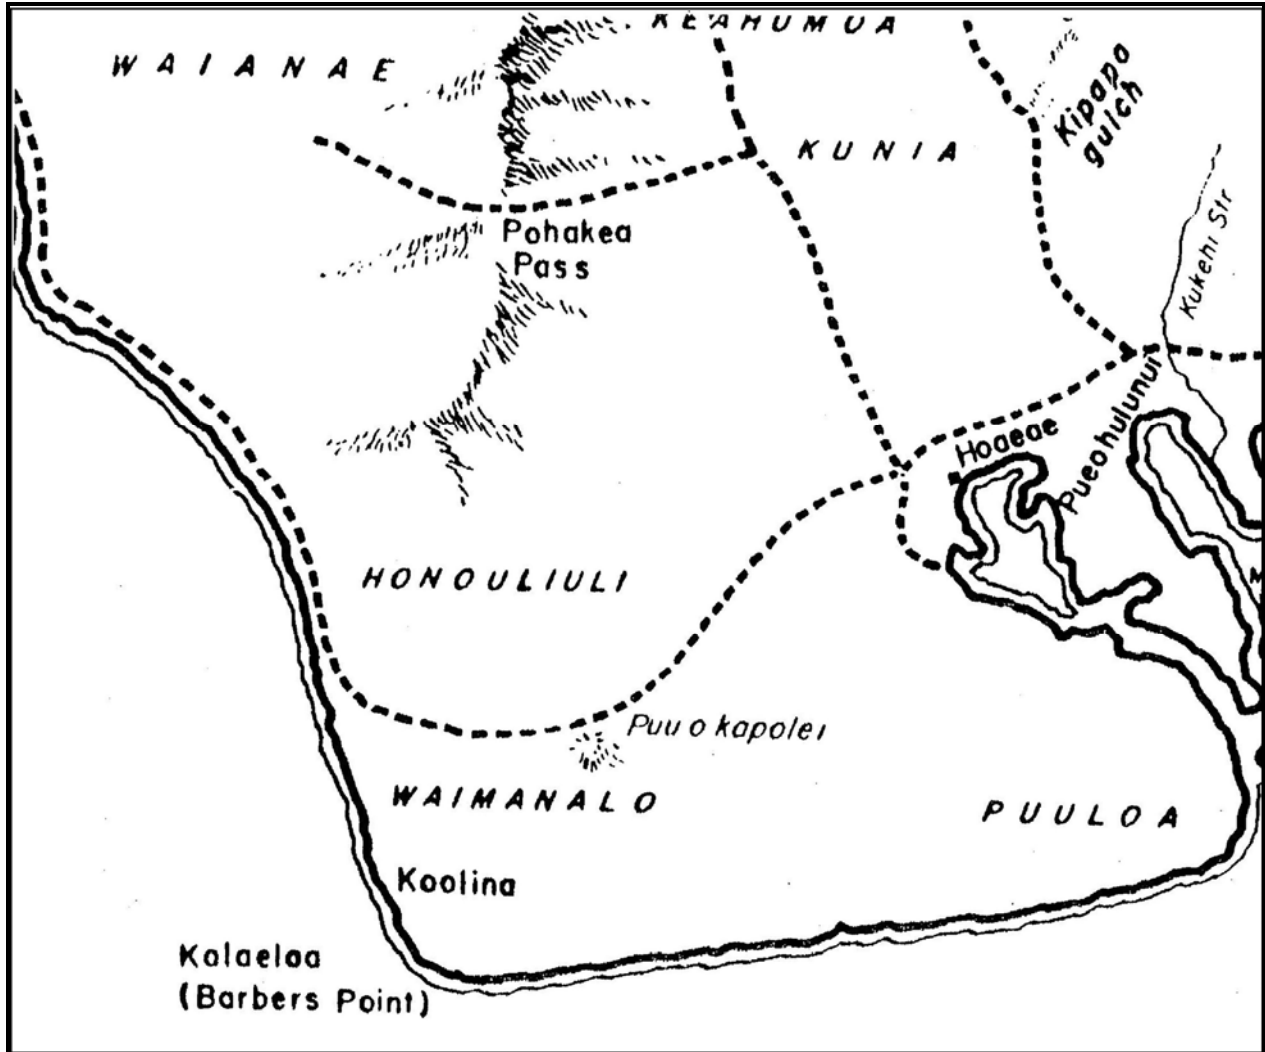 KEAHUMUA
WAIANAE
Kipapa
gulch
KUNIA
Kukehi Str
Pohakea
Pass
Hoaeae
Pueohulunui
HONOULIULI
M
Puu o kapolei
WAIMANALO
PUULOA
Koolina
Kalaeloa
(Barbers Point)